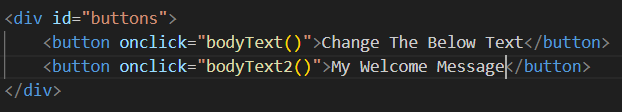 <div id="buttons">
    <button onclick="bodyText()">Change The Below Text</button>
    <button onclick="bodyText2()">My Welcome Message</button>
</div>